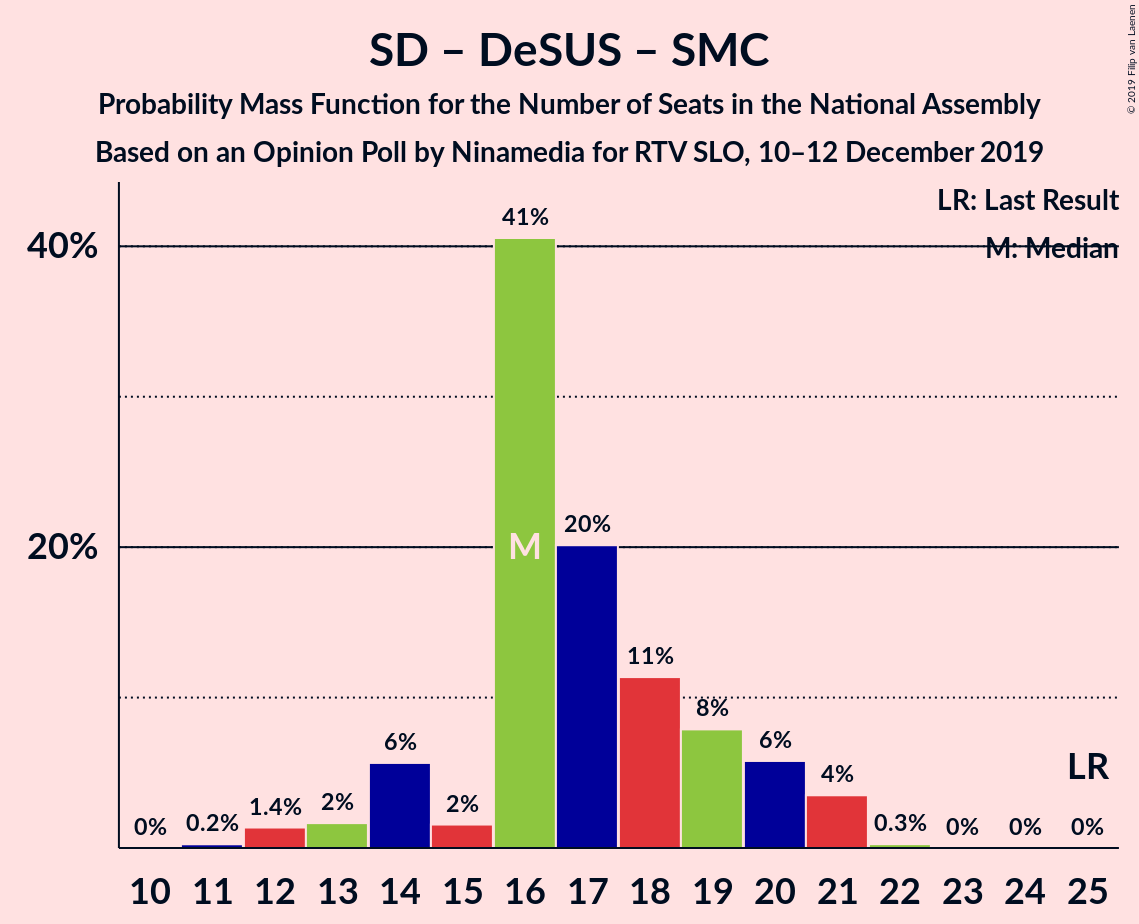 SD – DeSUS – SMC
Probability Mass Function for the Number of Seats in the National Assembly
Based on an Opinion Poll by Ninamedia for RTV SLO, 10–12 December 2019
© 2019 Filip van Laenen
LR: Last Result
M: Median
40%
20%
0%
0.2%
1.4%
2%
6%
2%
41%
20%
11%
8%
6%
4%
0.3%
0%
0%
0%
M
LR
10 11 12 13 14 15 16 17 18 19 20 21 22 23 24 25